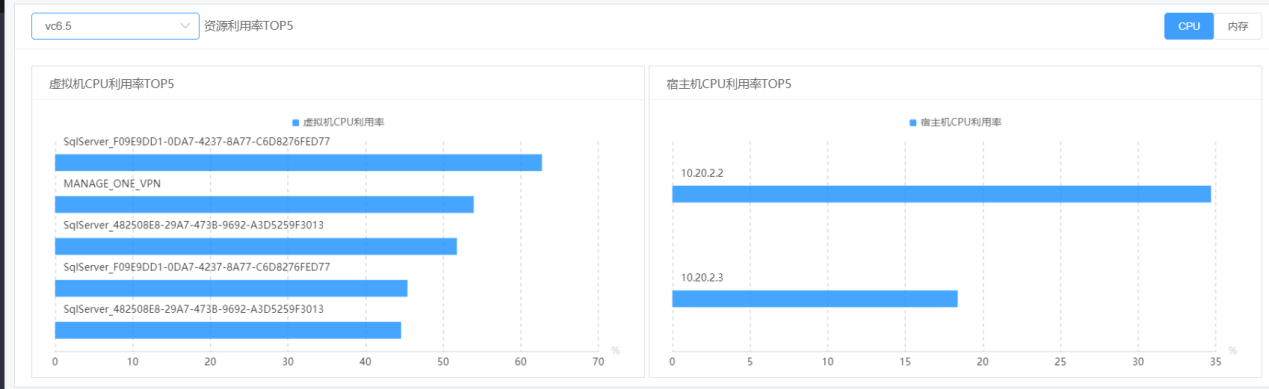 vc6.5 资源利用率TOP5 CPU 内存
虚拟机CPU利用率TOP5
虚拟机CPU利用率
SqlServer_F09E9DD1-0DA7-4237-8A77-C6D8276FED77
MANAGE_ONE_VPN
SqlServer_482508E8-29A7-473B-9692-A3D5259F3013
SqlServer_F09E9DD1-0DA7-4237-8A77-C6D8276FED77
SqlServer_482508E8-29A7-473B-9692-A3D5259F3013
%
0 10 20 30 40 50 60 70
宿主机CPU利用率TOP5
宿主机CPU利用率
10.20.2.2
10.20.2.3
%
0 5 10 15 20 25 30 35